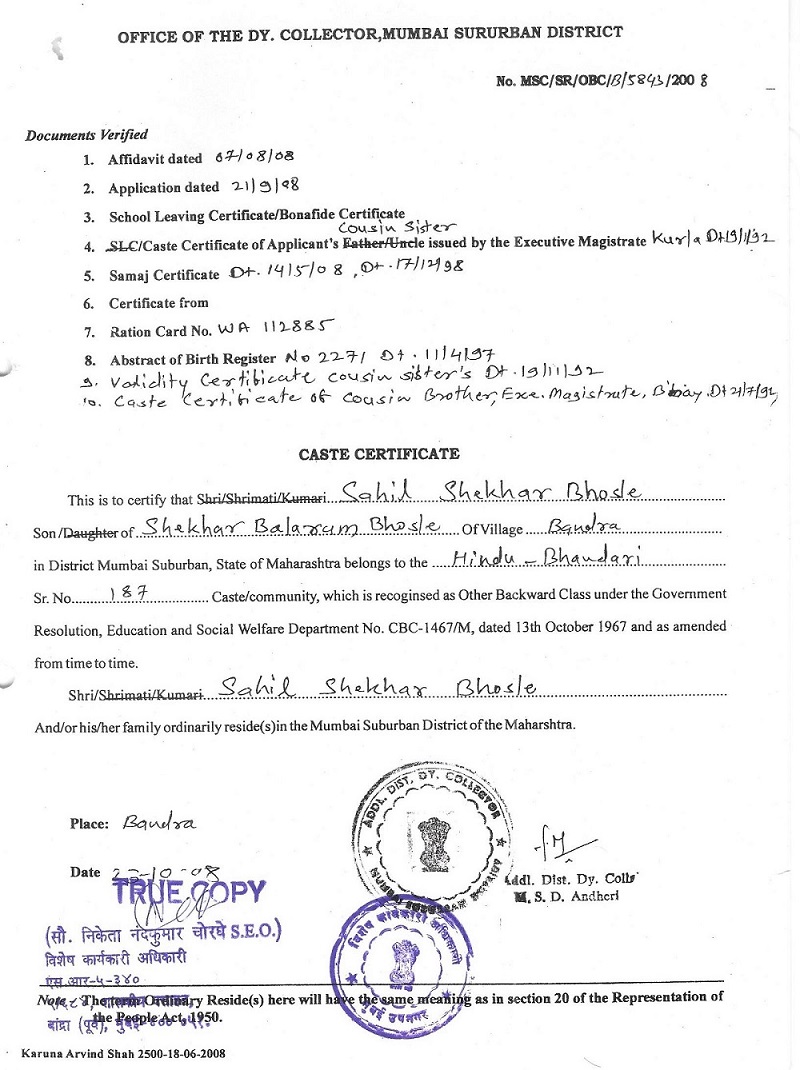 OFFICE OF THE DY. COLLECTOR,MUMBAI SURURBAN DISTRICT
No. MSC/SR/OBC/B/5843/2008
Documents Verified
1. Affidavit dated 07/08/08
2. Application dated 21/9/98
3. School Leaving Certificate/Bonafide Certificate
cousin sister
4. SLC/Caste Certificate of Applicant's Father/Uncle issued by the Executive Magistrate Kurla Dt 19/1/92
5. Samaj Certificate Dt. 14/5/08, Dt. 17/12/98
6. Certificate from
7. Ration Card No. WA 112885
8. Abstract of Birth Register No 2271 Dt. 11/4/97
9. Validity Certificate cousin sister's Dt. 19/11/92
10. Caste Certificate of cousin Brother, Exe. Magistrate, Dt 21/7/92
CASTE CERTIFICATE
This is to certify that Shri/Shrimati/Kumari Sahil Shekhar Bhosle
Son /Daughter of Shekhar Balaram Bhosle Of Village Bandra
in District Mumbai Suburban, State of Maharashtra belongs to the Hindu - Bhandari
Sr. No. 187 Caste/community, which is recoginsed as Other Backward Class under the Government
Resolution, Education and Social Welfare Department No. CBC-1467/M, dated 13th October 1967 and as amended
from time to time.
Shri/Shrimati/Kumari Sahil Shekhar Bhosle
And/or his/her family ordinarily reside(s)in the Mumbai Suburban District of the Maharshtra.
ADDL. DIST. DY. COLLECTOR
Place: Bandra
Addl. Dist. Dy. Colle
M. S. D. Andheri
Date 23-10-08
TRUE COPY
(सौ. निकेता नंदकुमार चोरघे S.E.O.)
विशेष कार्यकारी अधिकारी
एस.आर-५-३४०
विशेष कार्यकारी अधिकारी
मुंबई उपनगर
Note : The term Ordinary Reside(s) here will have the same meaning as in section 20 of the Representation of
the People Act, 1950.
बांद्रा (पूर्व), मुंबई
Karuna Arvind Shah 2500-18-06-2008